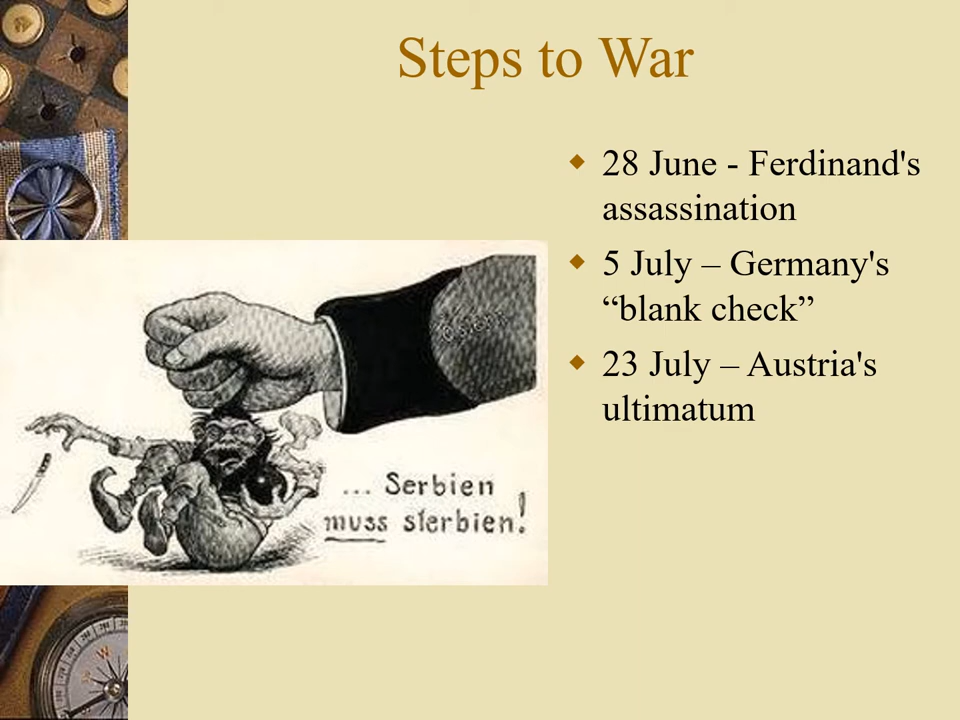 Steps to War
28 June - Ferdinand's
assassination
5 July – Germany's
“blank check”
23 July – Austria's
ultimatum
... Serbien
muss sterbien!
W